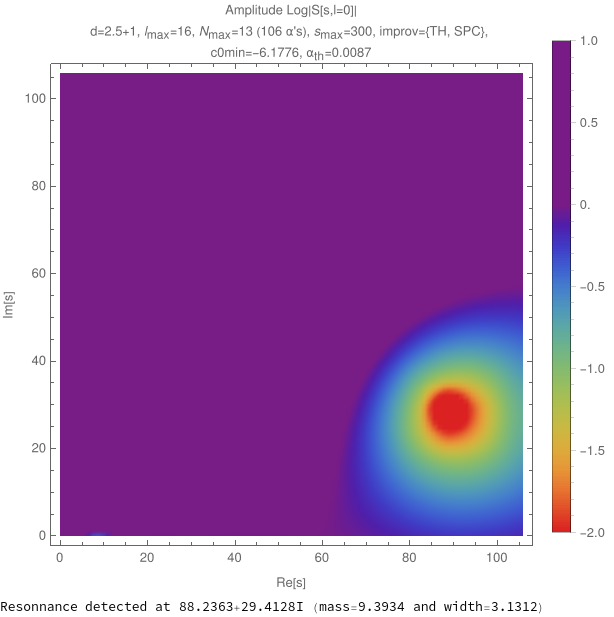 Amplitude Log|S[s,l=0]|
d=2.5+1, lmax=16, Nmax=13 (106 α's), smax=300, improv={TH, SPC},
c0min=-6.1776, αth=0.0087
1.0
0.5
0.
-0.5
-1.0
-1.5
-2.0
100
80
60
40
20
0
Im[s]
0 20 40 60 80 100
Re[s]
Resonnance detected at 88.2363+29.4128I (mass=9.3934 and width=3.1312)